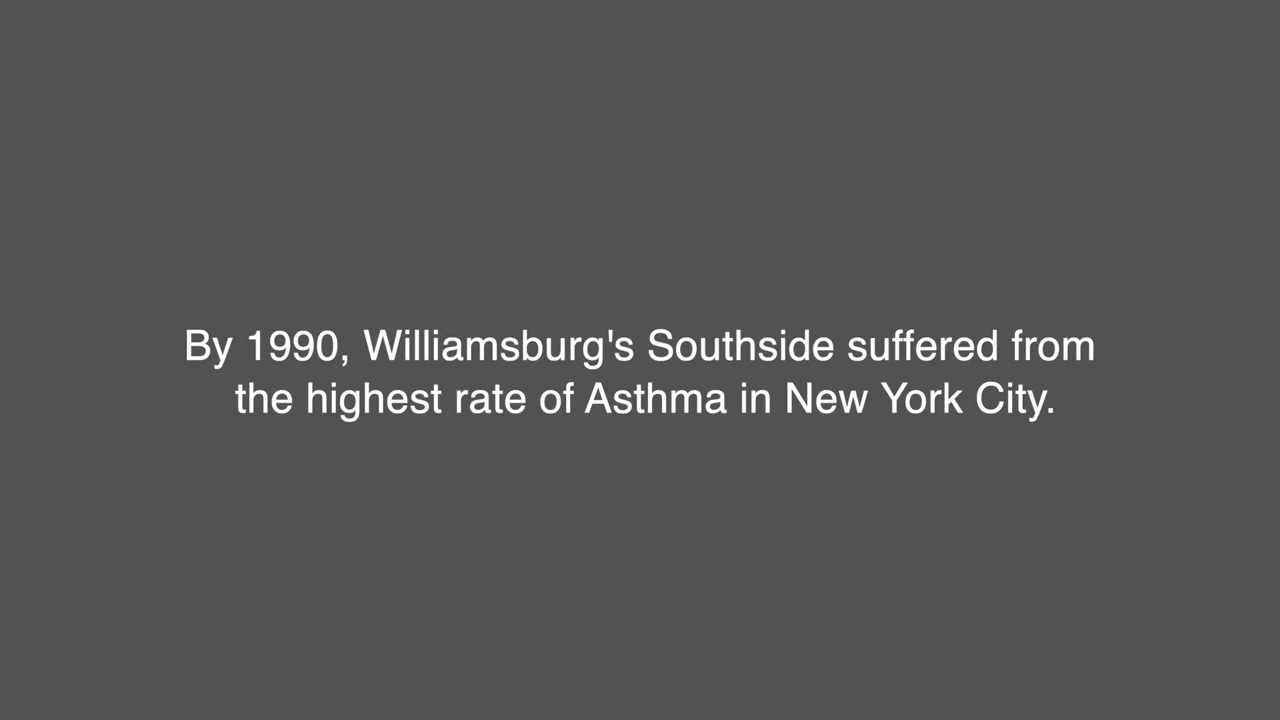 By 1990, Williamsburg's Southside suffered from
the highest rate of Asthma in New York City.